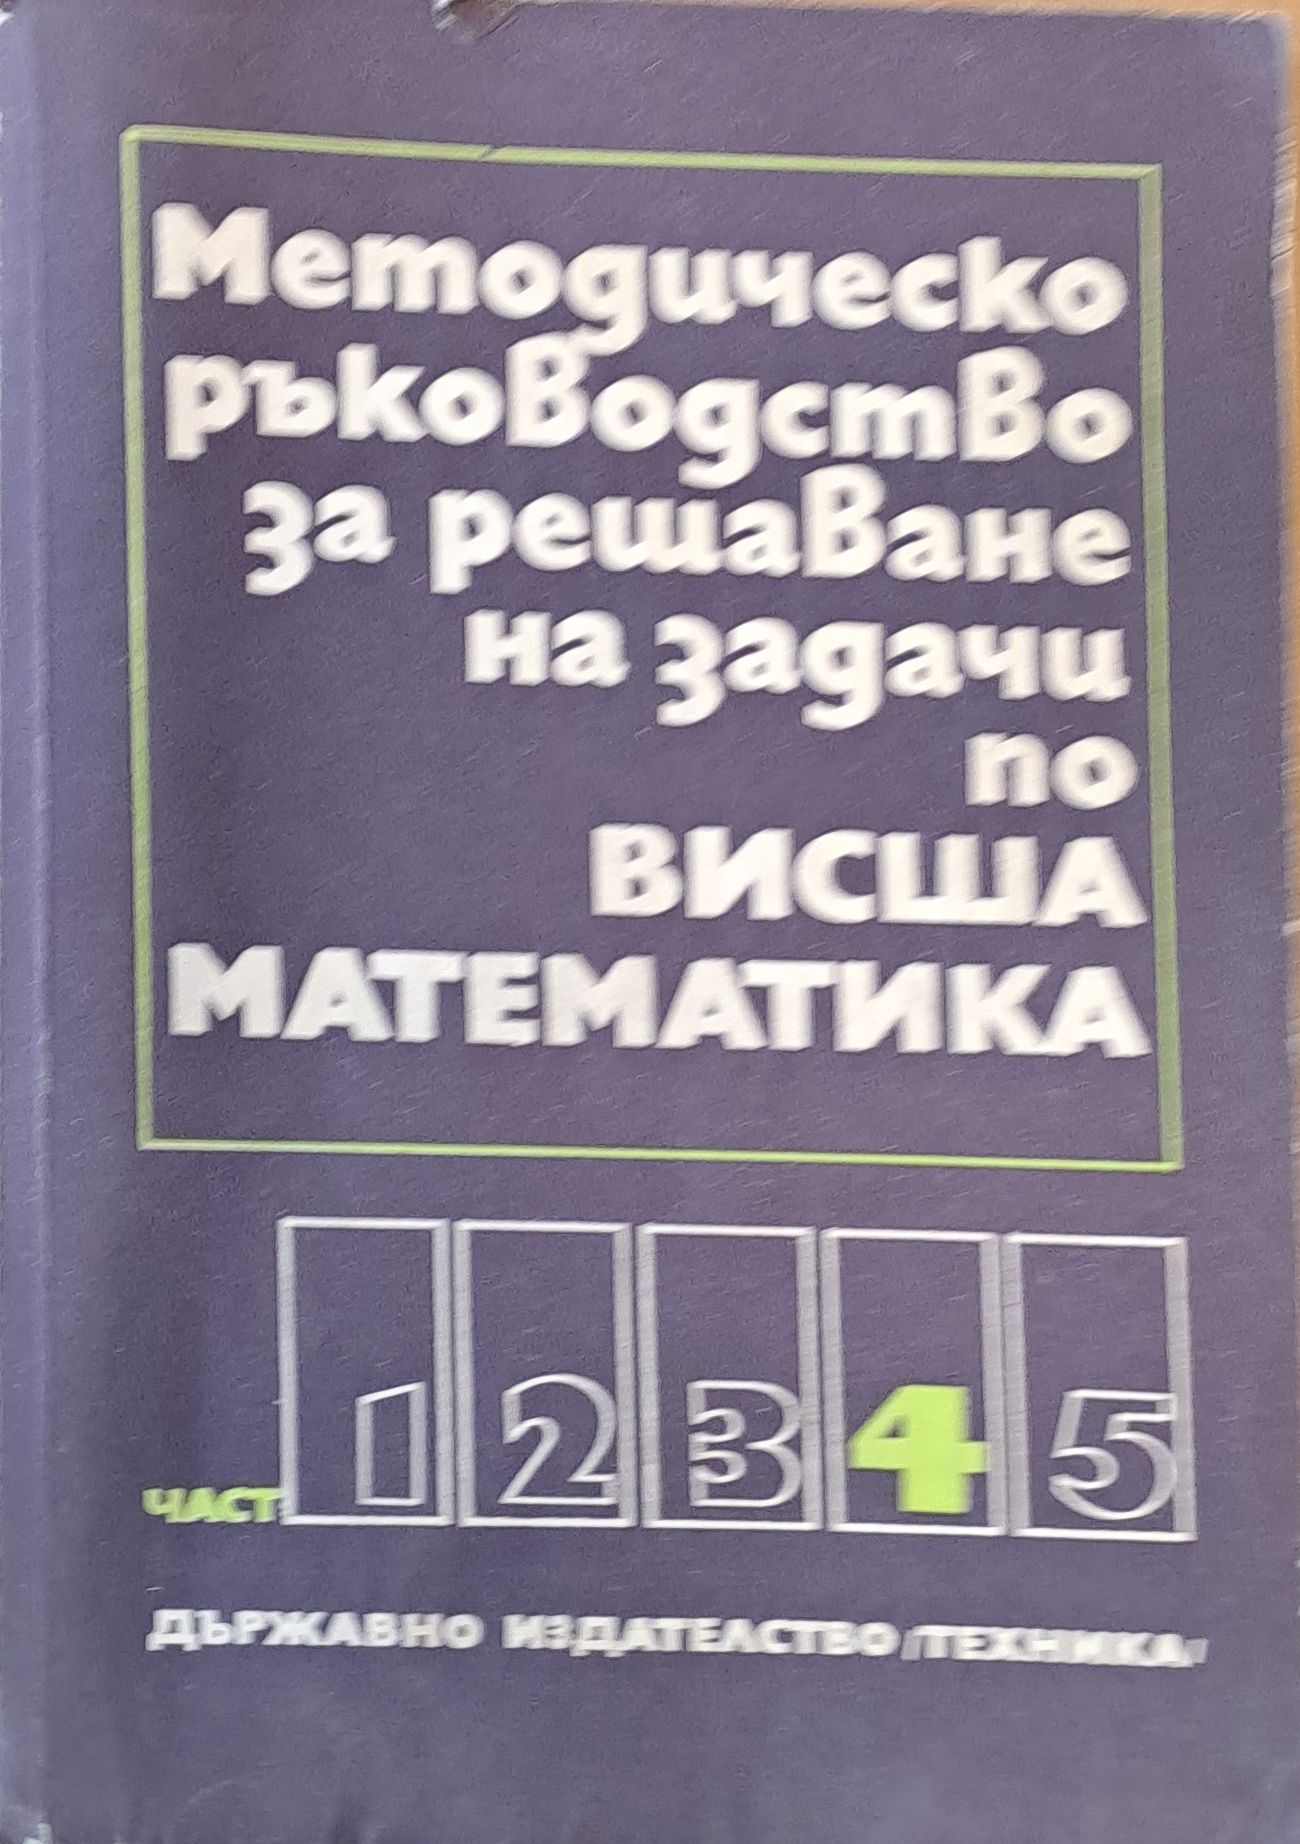 Методическо
ръководство
за решаване
на задачи
по
ВИСША
МАТЕМАТИКА
1 2 3 4 5
ЧАСТ
ДЪРЖАВНО ИЗДАТЕЛСТВО /ТЕХНИКА/